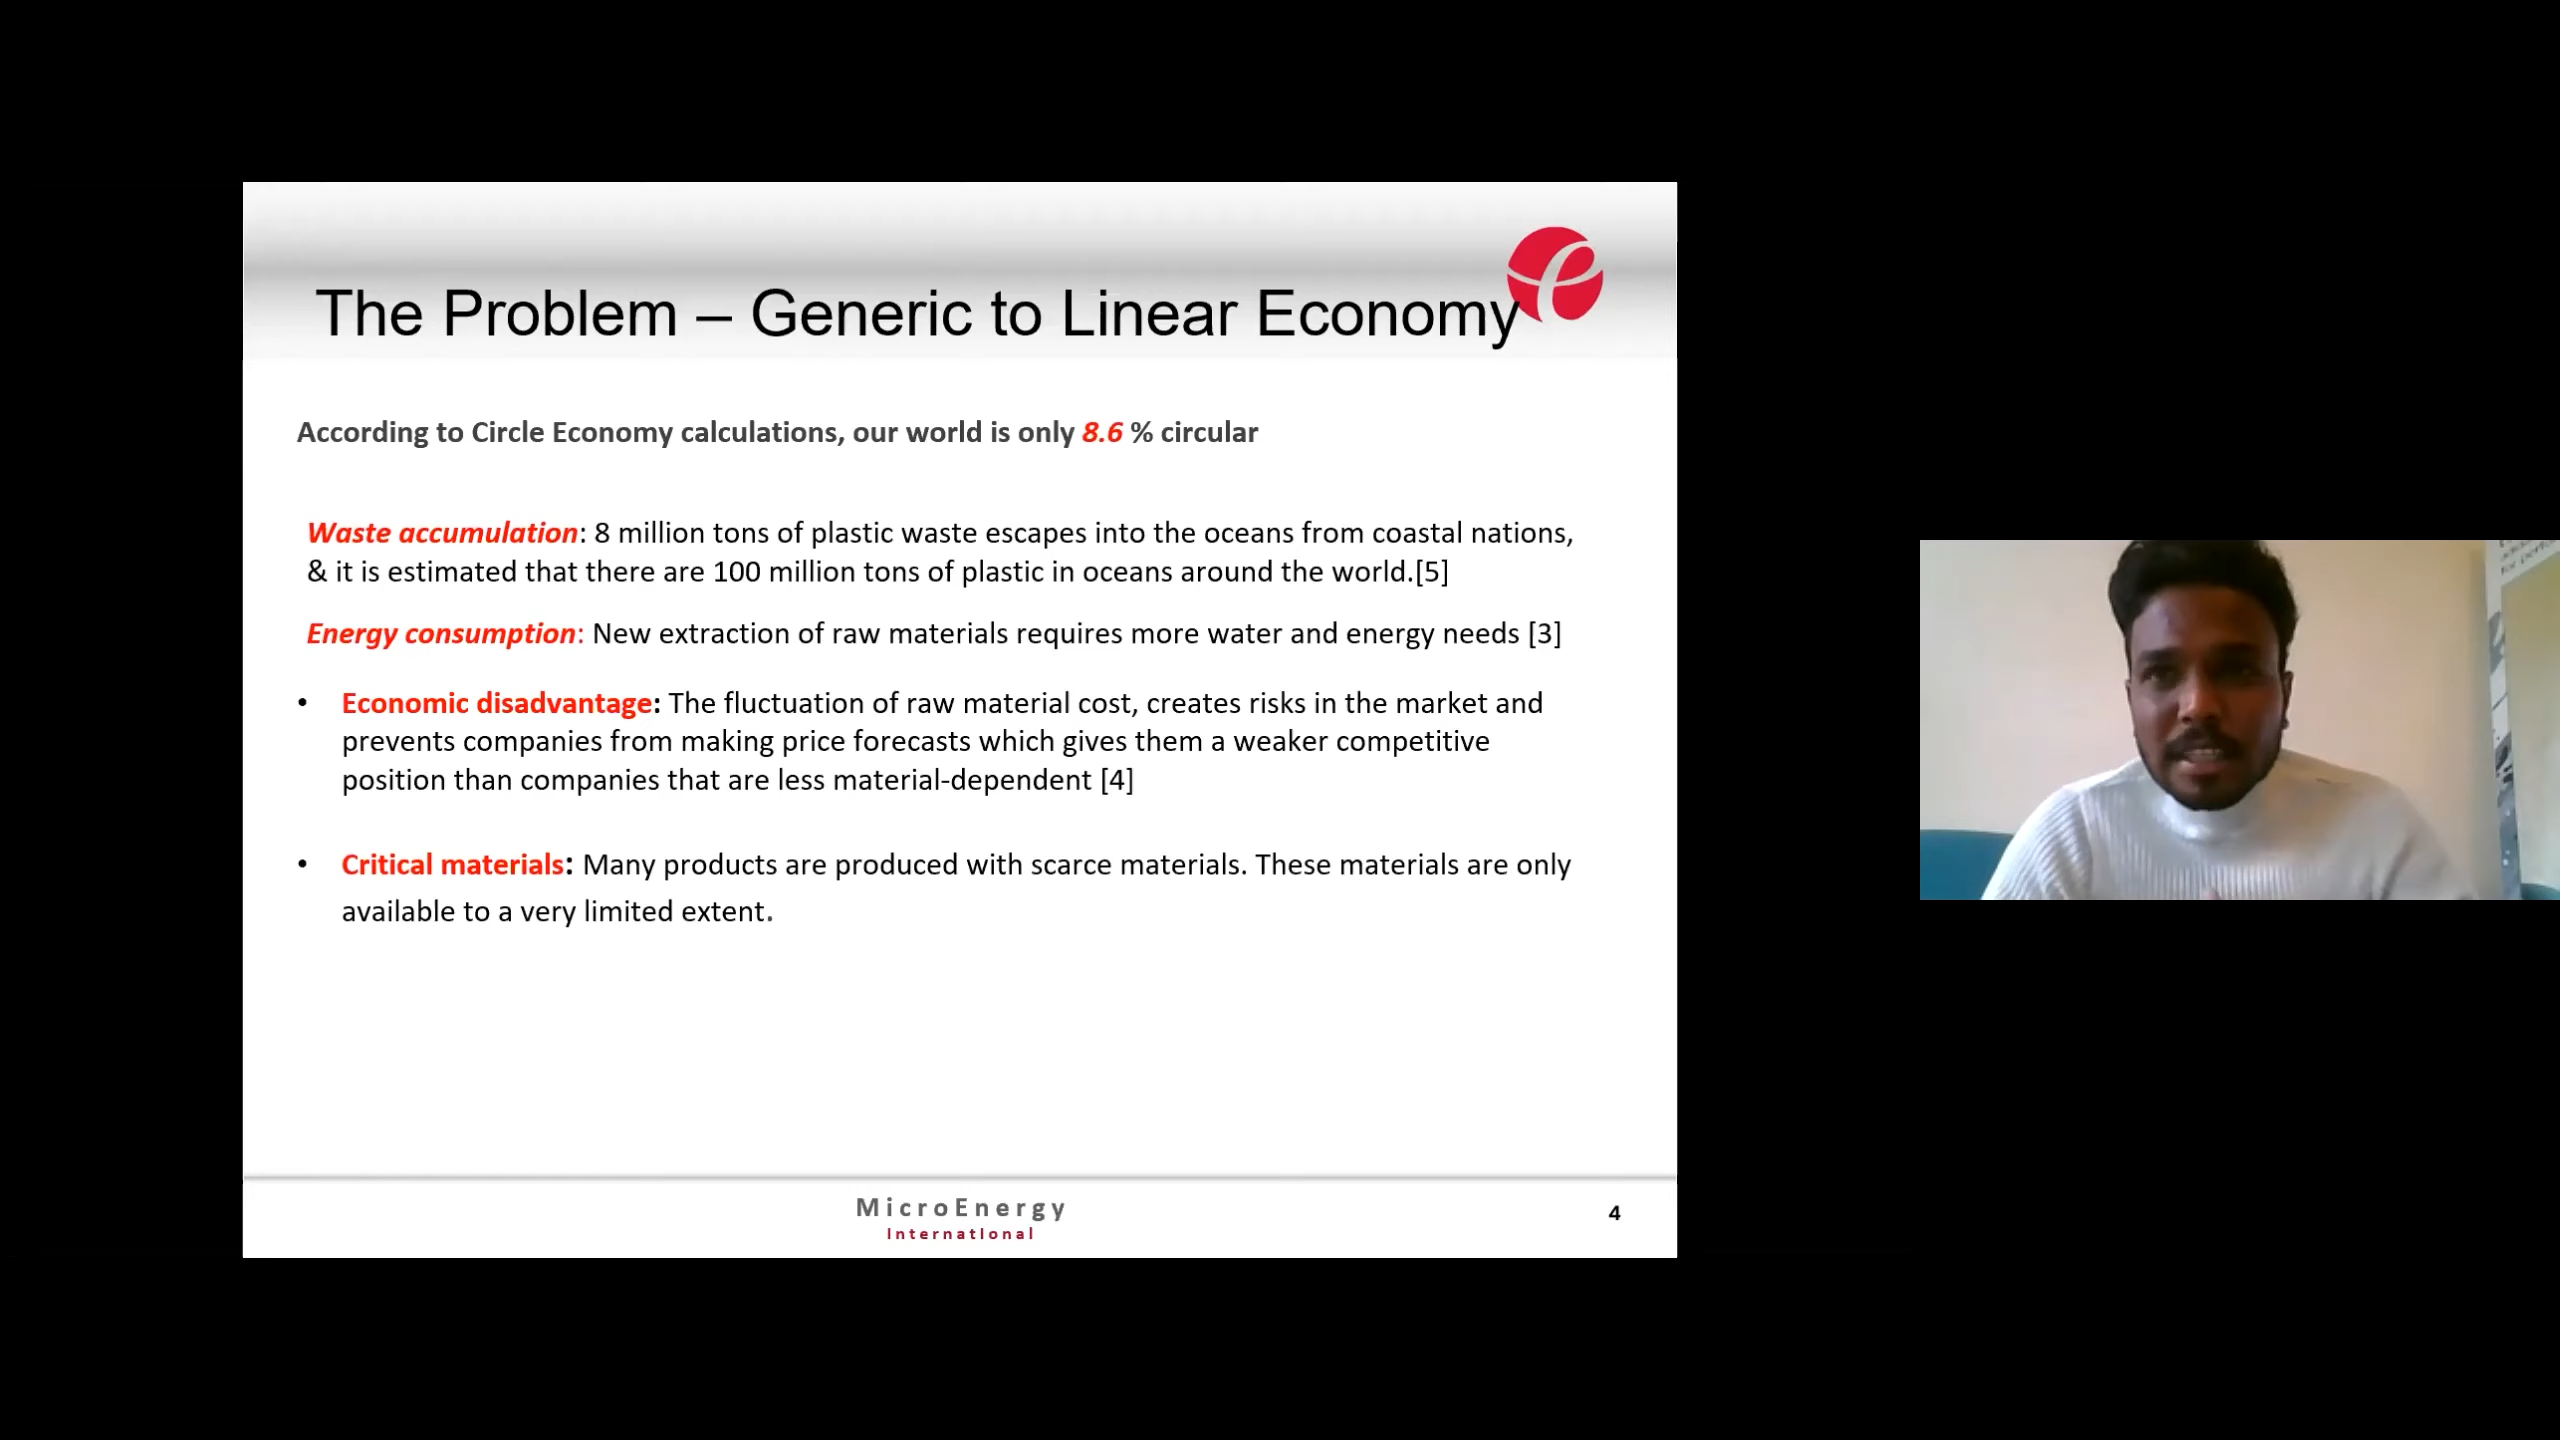 The Problem – Generic to Linear Economy
According to Circle Economy calculations, our world is only 8.6 % circular
Waste accumulation: 8 million tons of plastic waste escapes into the oceans from coastal nations,
& it is estimated that there are 100 million tons of plastic in oceans around the world.[5]
Energy consumption: New extraction of raw materials requires more water and energy needs [3]
• Economic disadvantage: The fluctuation of raw material cost, creates risks in the market and
prevents companies from making price forecasts which gives them a weaker competitive
position than companies that are less material-dependent [4]
• Critical materials: Many products are produced with scarce materials. These materials are only
available to a very limited extent.
MicroEnergy
International
4